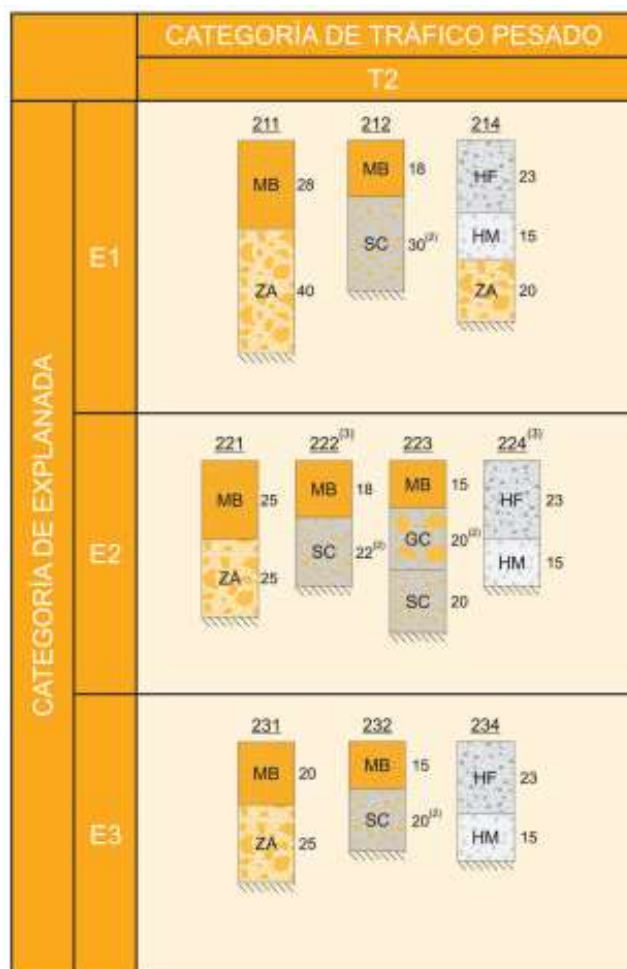 CATEGORÍA DE TRÁFICO PESADO
T2
CATEGORÍA DE EXPLANADA
E1
211
MB 28
ZA 40
212
MB 18
SC 30(2)
214
HF 23
HM 15
ZA 20
E2
221
MB 25
ZA 25
222(3)
MB 18
SC 22(2)
223
MB 15
GC 20(2)
SC 20
224(3)
HF 23
HM 15
E3
231
MB 20
ZA 25
232
MB 15
SC 20(2)
234
HF 23
HM 15